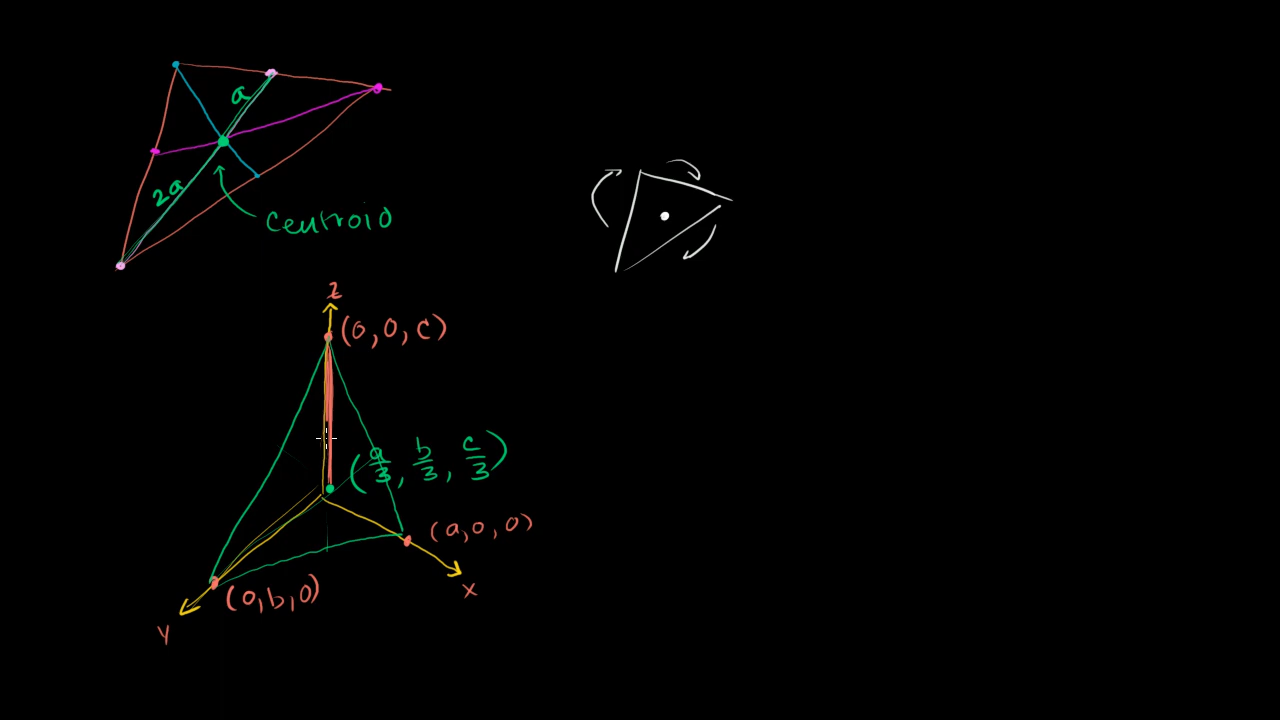 a
2a
Centroid
z
(0,0,c)
(a/3, b/3, c/3)
(a,0,0)
(0,b,0)
x
y